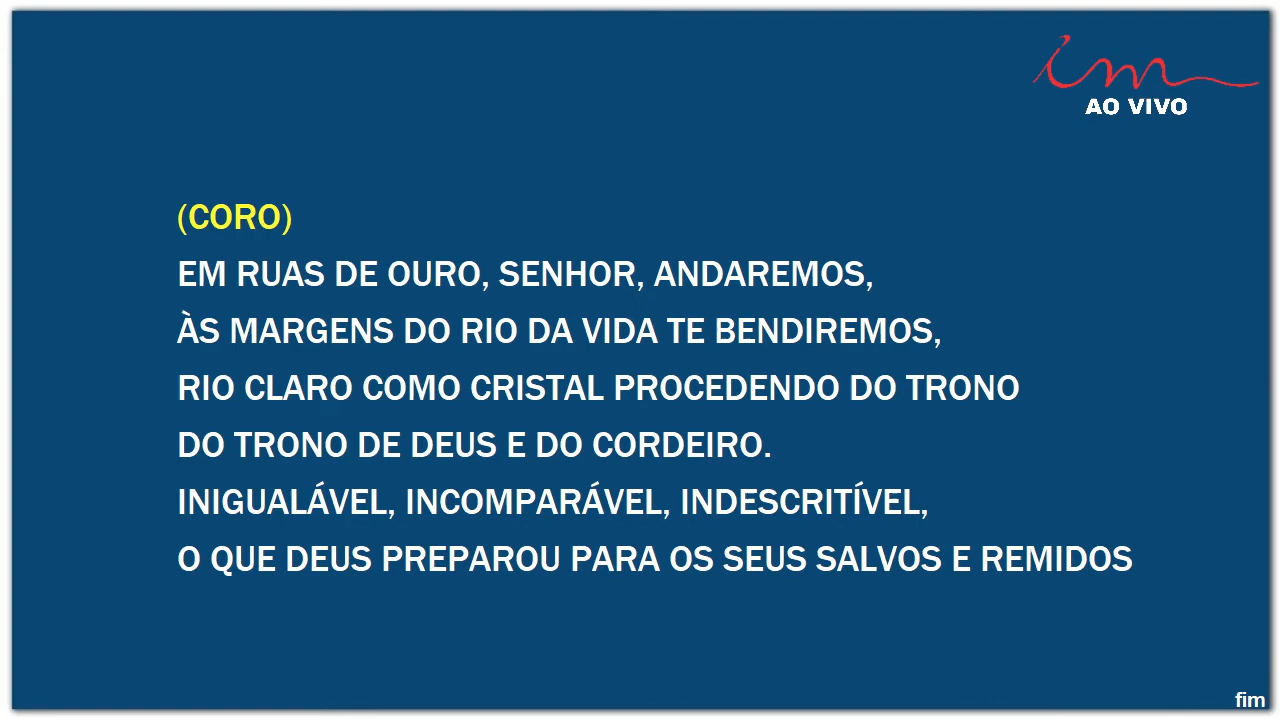 im
AO VIVO
(CORO)
EM RUAS DE OURO, SENHOR, ANDAREMOS,
ÀS MARGENS DO RIO DA VIDA TE BENDIREMOS,
RIO CLARO COMO CRISTAL PROCEDENDO DO TRONO
DO TRONO DE DEUS E DO CORDEIRO.
INIGUALÁVEL, INCOMPARÁVEL, INDESCRITÍVEL,
O QUE DEUS PREPAROU PARA OS SEUS SALVOS E REMIDOS
fim